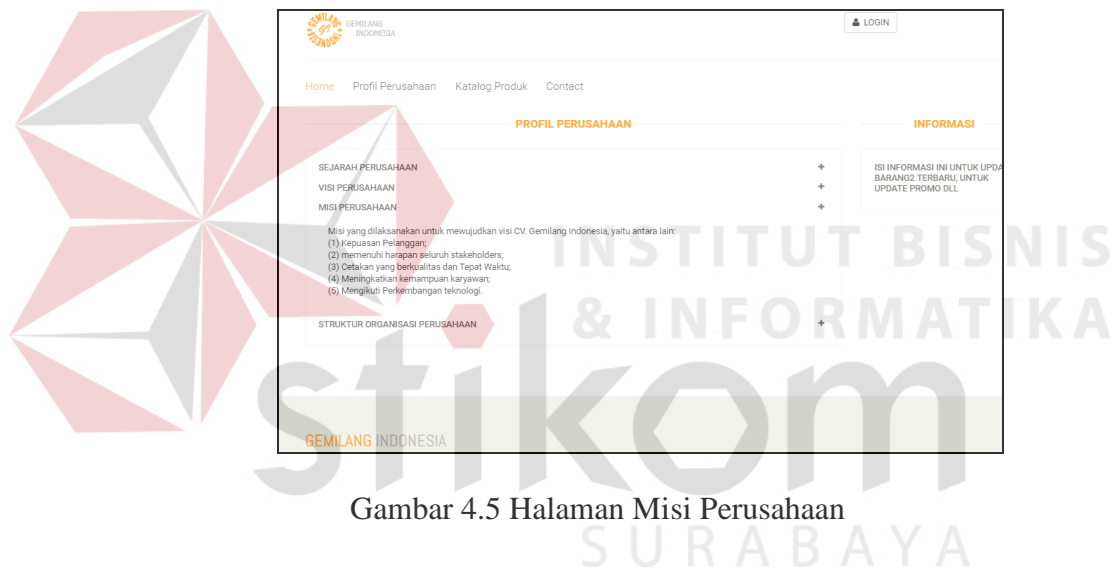 GEMILANG INDONESIA
GEMILANG
INDONESIA
LOGIN
Home Profil Perusahaan Katalog Produk Contact
PROFIL PERUSAHAAN
SEJARAH PERUSAHAAN +
VISI PERUSAHAAN +
MISI PERUSAHAAN +
Misi yang dilaksanakan untuk mewujudkan visi CV. Gemilang Indonesia, yaitu antara lain:
(1) Kepuasan Pelanggan;
(2) memenuhi harapan seluruh stakeholders;
(3) Cetakan yang berkualitas dan Tepat Waktu;
(4) Meningkatkan kemampuan karyawan;
(5) Mengikuti Perkembangan teknologi.
STRUKTUR ORGANISASI PERUSAHAAN +
INFORMASI
ISI INFORMASI INI UNTUK UPDA
BARANG2 TERBARU, UNTUK
UPDATE PROMO DLL
GEMILANG INDONESIA
INSTITUT BISNIS
& INFORMATIKA
stikom
SURABAYA
Gambar 4.5 Halaman Misi Perusahaan